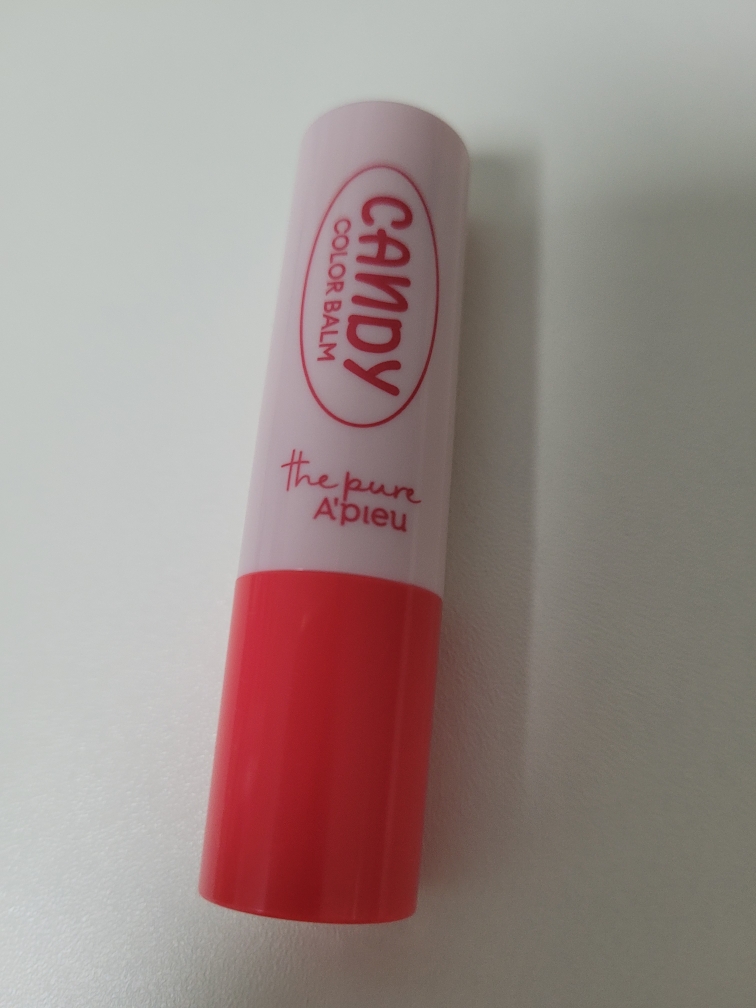 CANDY
COLOR BALM
the pure
A'pieu